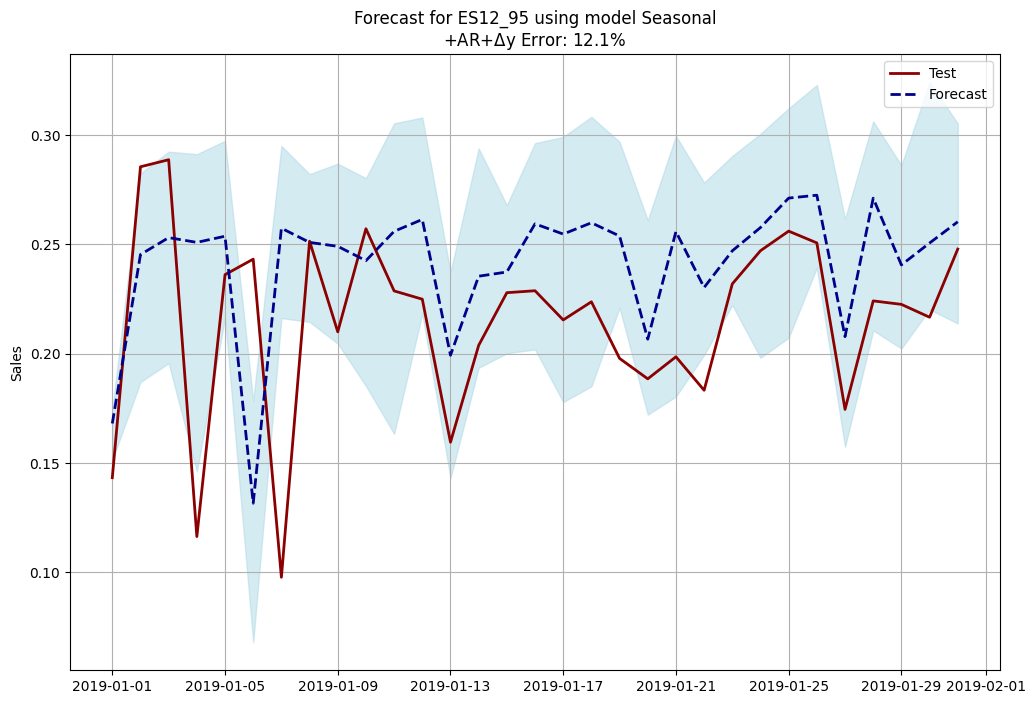 Forecast for ES12_95 using model Seasonal
+AR+Δy Error: 12.1%
Test
Forecast
Sales
0.30
0.25
0.20
0.15
0.10
2019-01-01 2019-01-05 2019-01-09 2019-01-13 2019-01-17 2019-01-21 2019-01-25 2019-01-29 2019-02-01